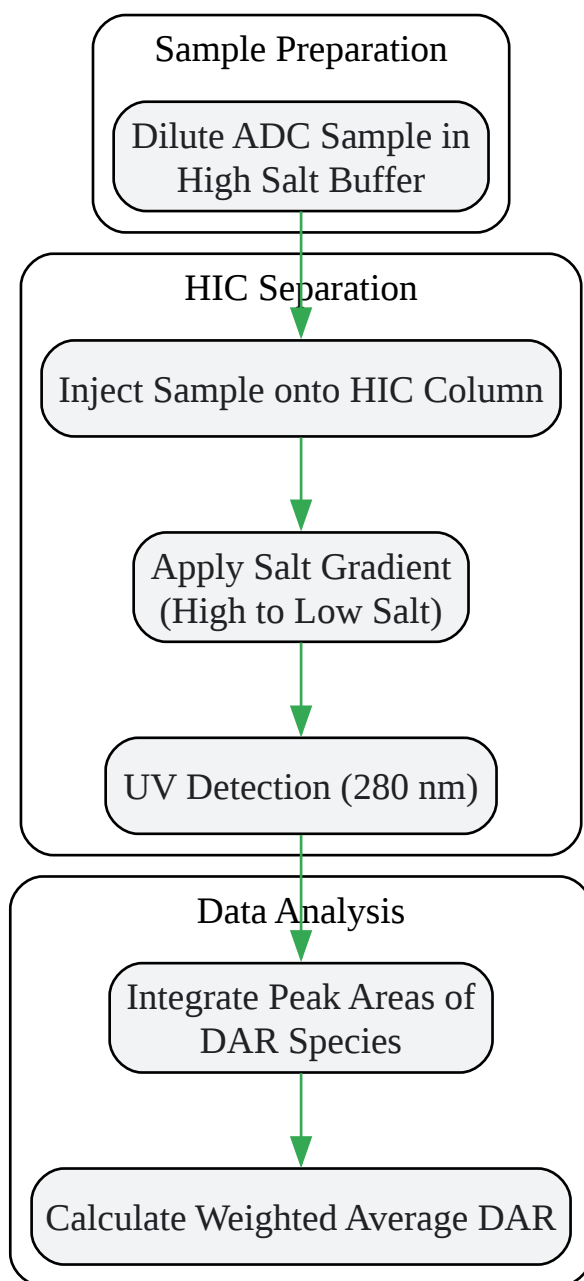 Sample Preparation
Dilute ADC Sample in
High Salt Buffer
HIC Separation
Inject Sample onto HIC Column
Apply Salt Gradient
(High to Low Salt)
UV Detection (280 nm)
Data Analysis
Integrate Peak Areas of
DAR Species
Calculate Weighted Average DAR